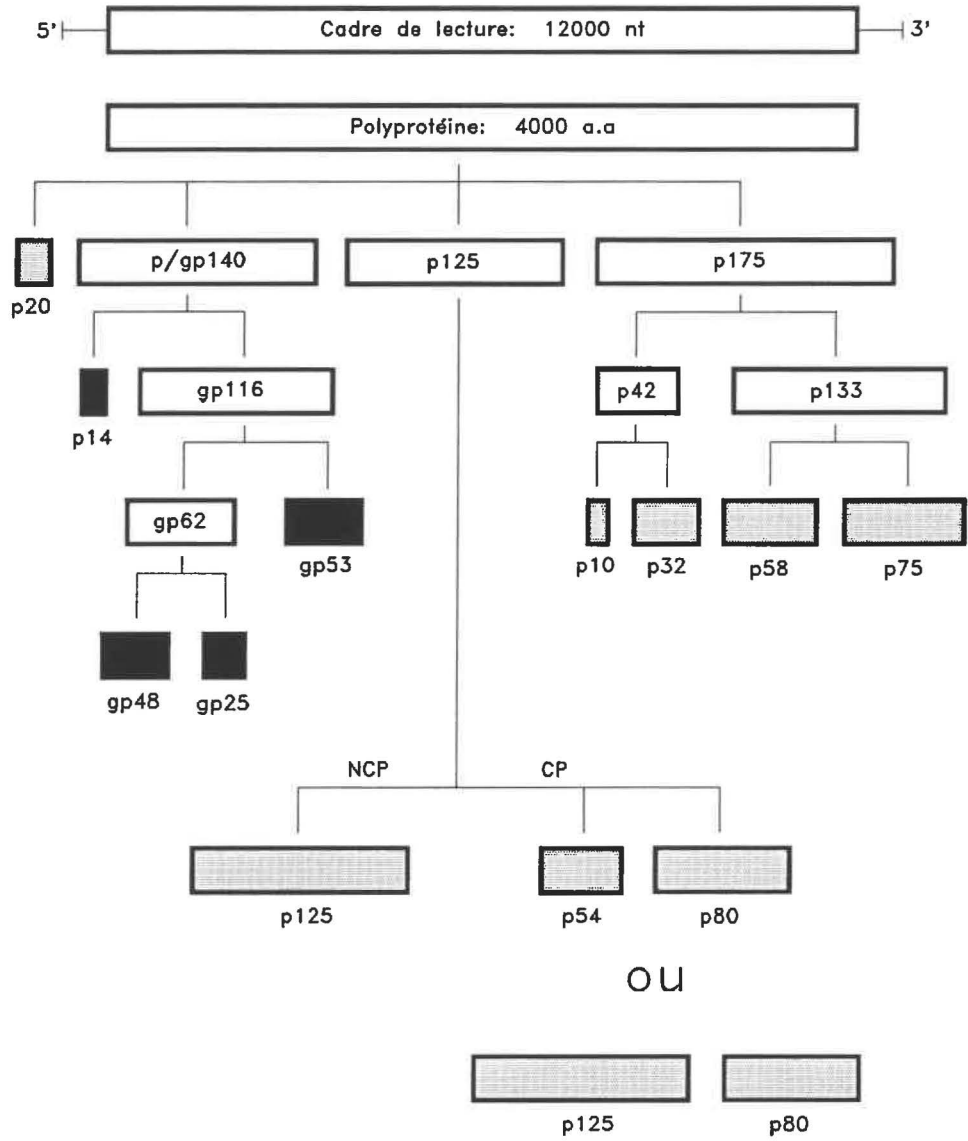 5' Cadre de lecture: 12000 nt 3'
Polyprotéine: 4000 a.a
p/gp140 p125 p175
p20
gp116 p42 p133
p14
gp62
gp53 p10 p32 p58 p75
gp48 gp25
NCP CP
p125 p54 p80
ou
p125 p80